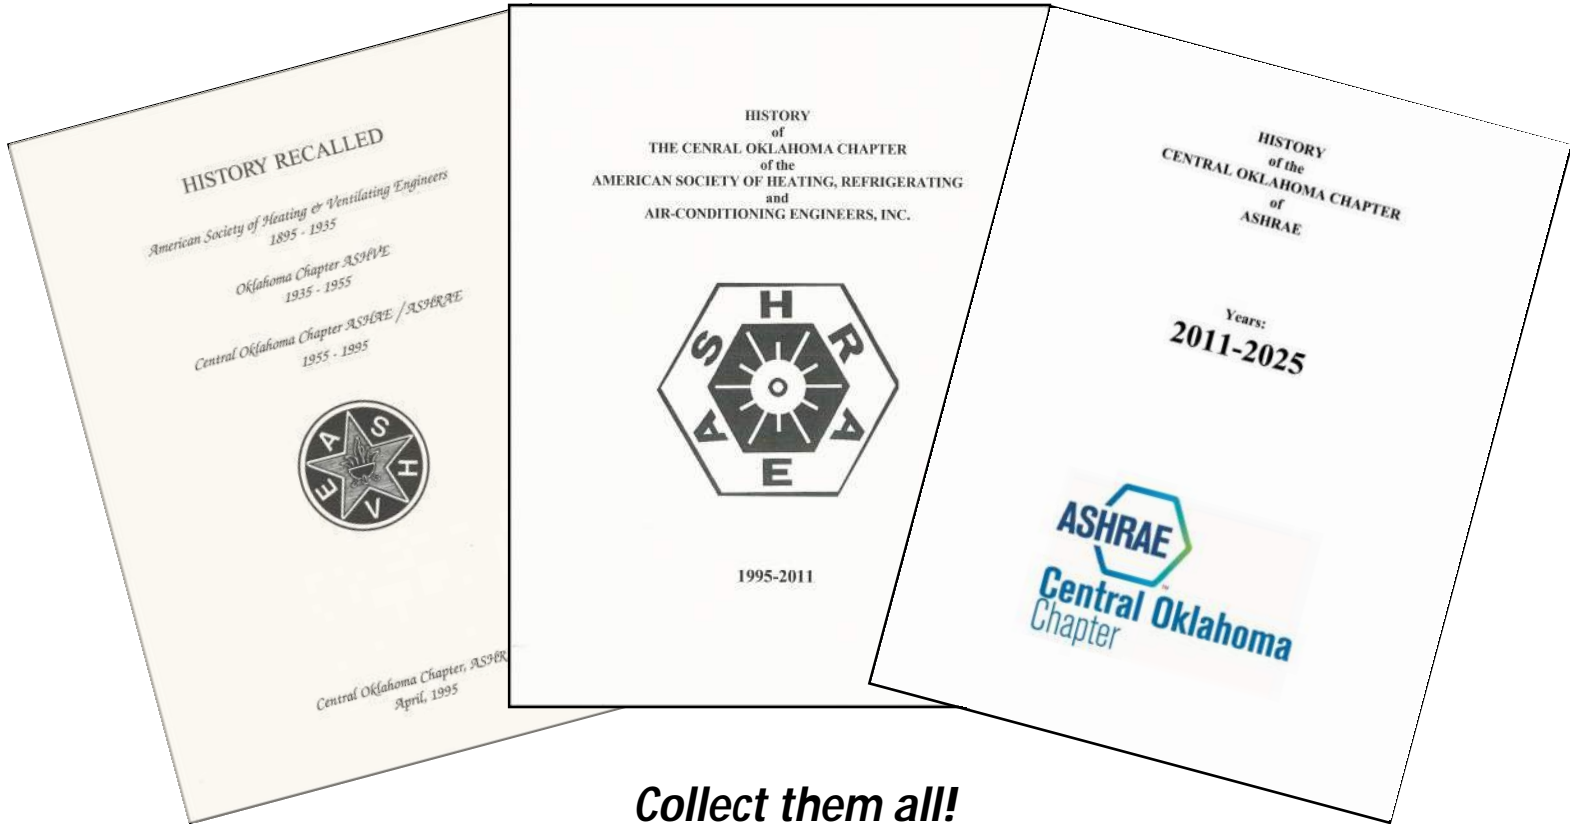 HISTORY RECALLED
American Society of Heating & Ventilating Engineers
1895 - 1935
Oklahoma Chapter ASHVE
1935 - 1955
Central Oklahoma Chapter ASHAE / ASHRAE
1955 - 1995
A S H V E
Central Oklahoma Chapter, ASHR
April, 1995
HISTORY
of
THE CENRAL OKLAHOMA CHAPTER
of the
AMERICAN SOCIETY OF HEATING, REFRIGERATING
and
AIR-CONDITIONING ENGINEERS, INC.
A S H R A E
1995-2011
HISTORY
of the
CENTRAL OKLAHOMA CHAPTER
of
ASHRAE
Years:
2011-2025
ASHRAE
™
Central Oklahoma
Chapter
Collect them all!